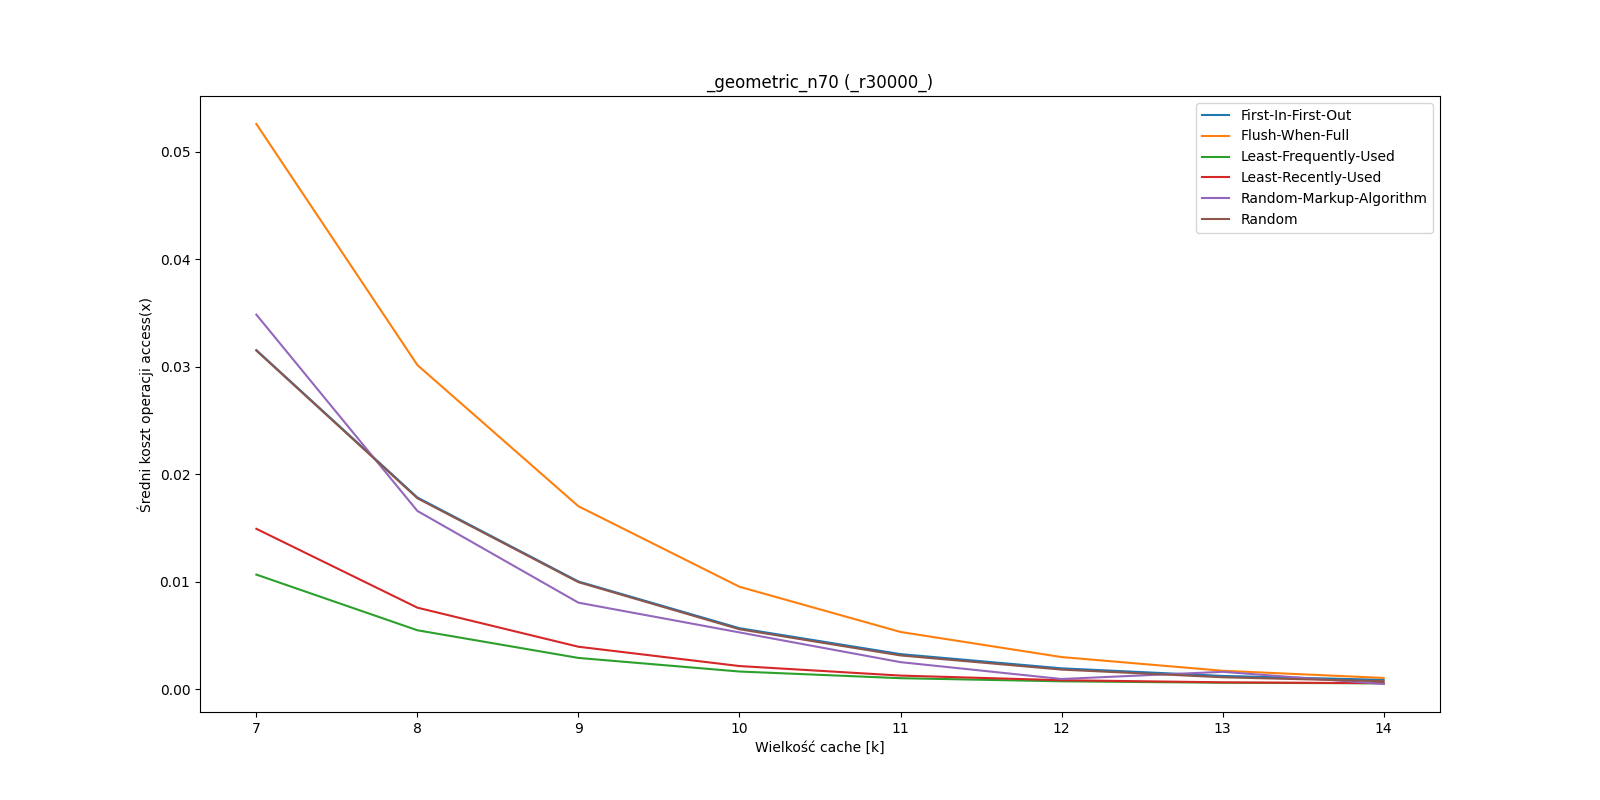 _geometric_n70 (_r30000_)
First-In-First-Out
Flush-When-Full
Least-Frequently-Used
Least-Recently-Used
Random-Markup-Algorithm
Random
Średni koszt operacji access(x)
0.05
0.04
0.03
0.02
0.01
0.00
7 8 9 10 11 12 13 14
Wielkość cache [k]